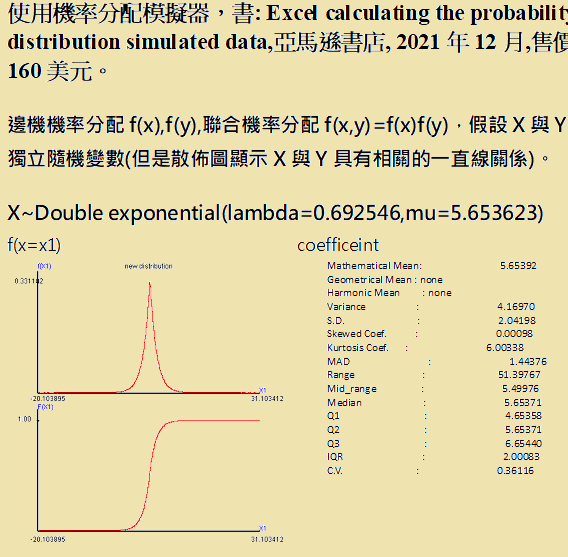 使用機率分配模擬器，書: Excel calculating the probability
distribution simulated data,亞馬遜書店, 2021 年 12 月,售價
160 美元。
邊機機率分配 f(x),f(y),聯合機率分配 f(x,y)=f(x)f(y)，假設 X 與 Y
獨立隨機變數(但是散佈圖顯示 X 與 Y 具有相關的一直線關係)。
X~Double exponential(lambda=0.692546,mu=5.653623)
f(x=x1) coefficeint
f(X1) new distribution
0.331182
X1
-20.103895 31.103412
F(X1)
1.00
X1
-20.103895 31.103412
Mathematical Mean: 5.65392
Geometrical Mean : none
Harmonic Mean : none
Variance : 4.16970
S.D. : 2.04198
Skewed Coef. : 0.00098
Kurtosis Coef. : 6.00338
MAD : 1.44376
Range : 51.39767
Mid_range : 5.49976
Median : 5.65371
Q1 : 4.65358
Q2 : 5.65371
Q3 : 6.65440
IQR : 2.00083
C.V. : 0.36116